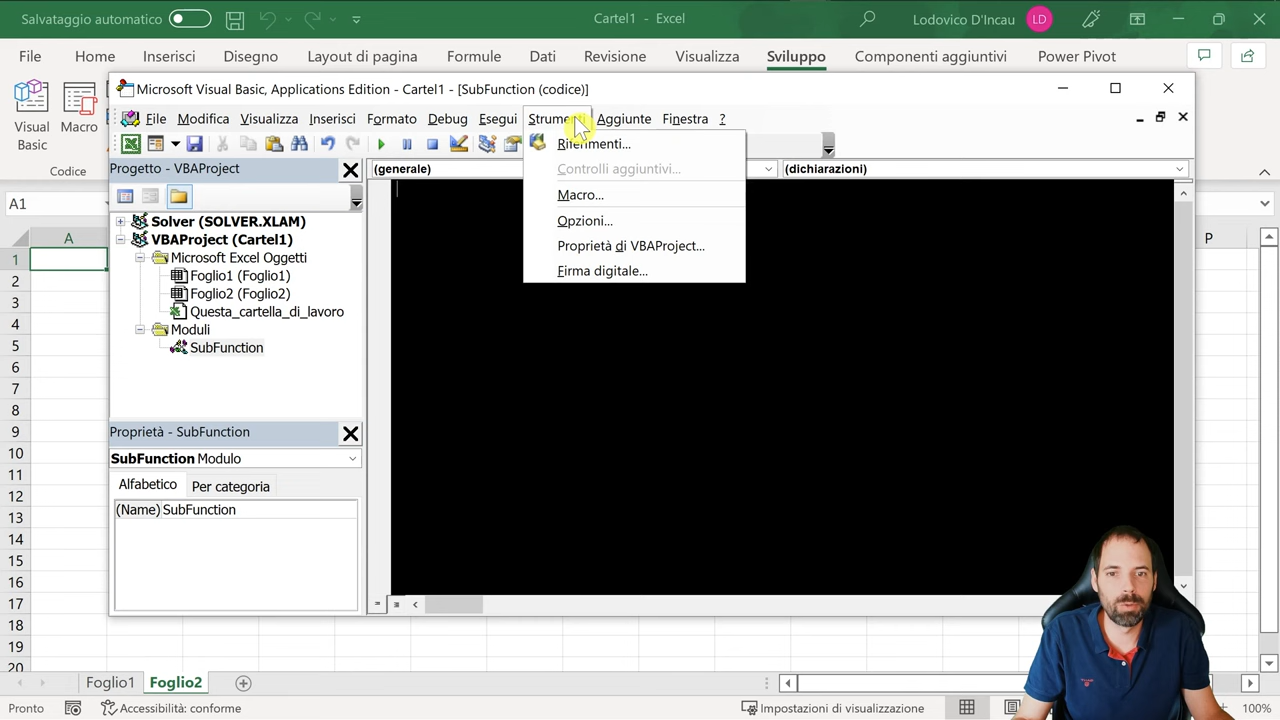 Salvataggio automatico
Cartel1 - Excel
Lodovico D'Incau
LD
File Home Inserisci Disegno Layout di pagina Formule Dati Revisione Visualizza Sviluppo Componenti aggiuntivi Power Pivot
Visual
Basic
Macro
Codice
Microsoft Visual Basic, Applications Edition - Cartel1 - [SubFunction (codice)]
File Modifica Visualizza Inserisci Formato Debug Esegui Strumenti Aggiunte Finestra ?
Riferimenti...
Controlli aggiuntivi...
Macro...
Opzioni...
Proprietà di VBAProject...
Firma digitale...
Progetto - VBAProject
(generale)
(dichiarazioni)
Solver (SOLVER.XLAM)
VBAProject (Cartel1)
Microsoft Excel Oggetti
Foglio1 (Foglio1)
Foglio2 (Foglio2)
Questa_cartella_di_lavoro
Moduli
SubFunction
Proprietà - SubFunction
SubFunction Modulo
Alfabetico Per categoria
(Name) SubFunction
A1
A
P
1
2
3
4
5
6
7
8
9
10
11
12
13
14
15
16
17
18
19
20
Foglio1 Foglio2
Pronto
Accessibilità: conforme
Impostazioni di visualizzazione
100%